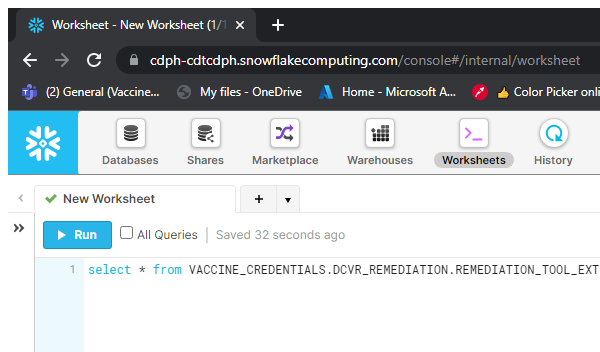 Worksheet - New Worksheet (1/1
cdph-cdtcdph.snowflakecomputing.com/console#/internal/worksheet
(2) General (Vaccine... My files - OneDrive Home - Microsoft A... Color Picker onli
Databases Shares Marketplace Warehouses Worksheets History
New Worksheet
Run All Queries Saved 32 seconds ago
1 select * from VACCINE_CREDENTIALS.DCVR_REMEDIATION.REMEDIATION_TOOL_EXT